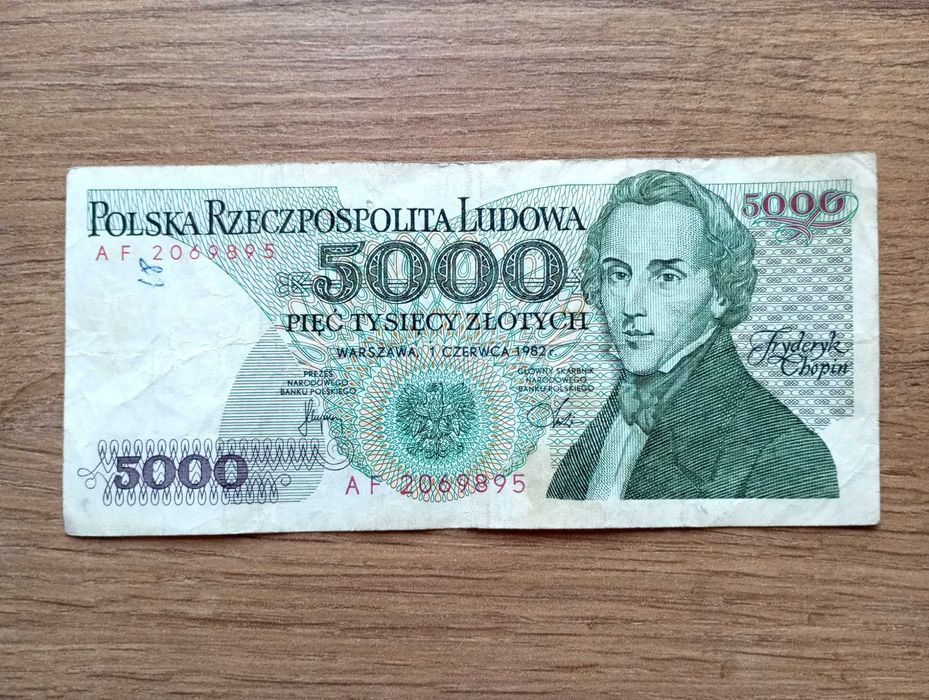 POLSKA RZECZPOSPOLITA LUDOWA
5000
AF 2069895
18
5000
PIĘĆ TYSIĘCY ZŁOTYCH
WARSZAWA, 1 CZERWCA 1982 r.
PREZES
NARODOWEGO
BANKU POLSKIEGO
GŁÓWNY SKARBNIK
NARODOWEGO
BANKU POLSKIEGO
Fryderyk
Chopin
5000
AF 2069895